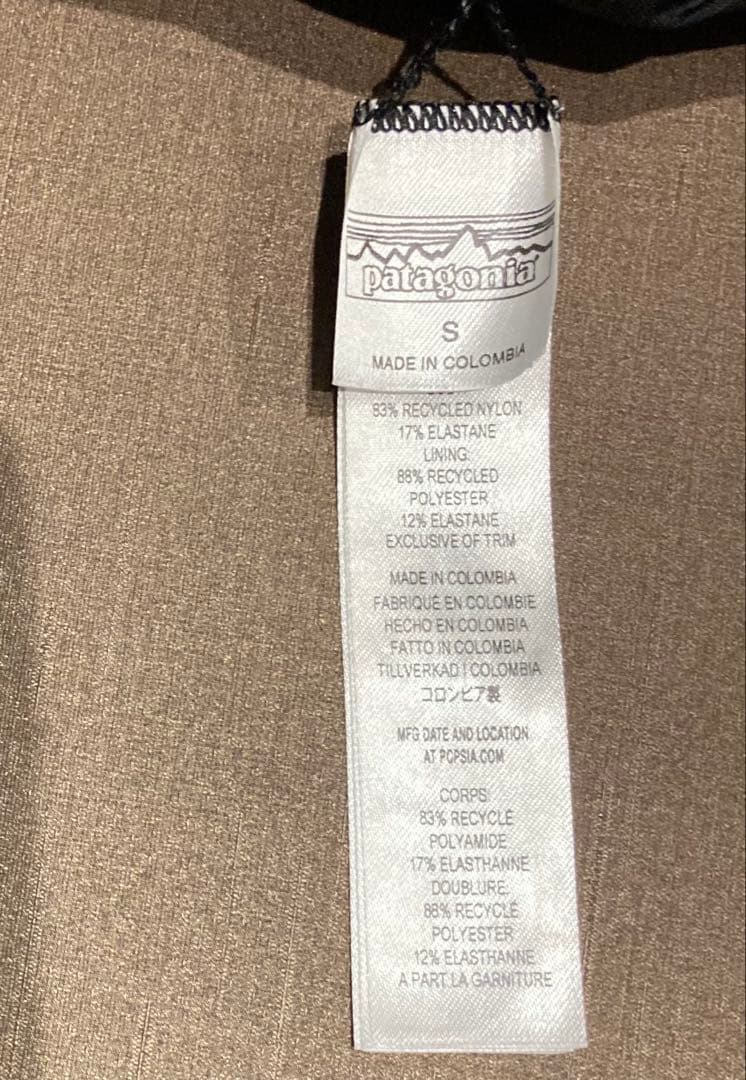 patagonia
S
MADE IN COLOMBIA
83% RECYCLED NYLON
17% ELASTANE
LINING:
88% RECYCLED
POLYESTER
12% ELASTANE
EXCLUSIVE OF TRIM
MADE IN COLOMBIA
FABRIQUÉ EN COLOMBIE
HECHO EN COLOMBIA
FATTO IN COLOMBIA
TILLVERKAD I COLOMBIA
コロンビア製
MFG DATE AND LOCATION
AT PCPSIA.COM
CORPS:
83% RECYCLÉ
POLYAMIDE
17% ELASTHANNE
DOUBLURE:
88% RECYCLÉ
POLYESTER
12% ELASTHANNE
A PART LA GARNITURE